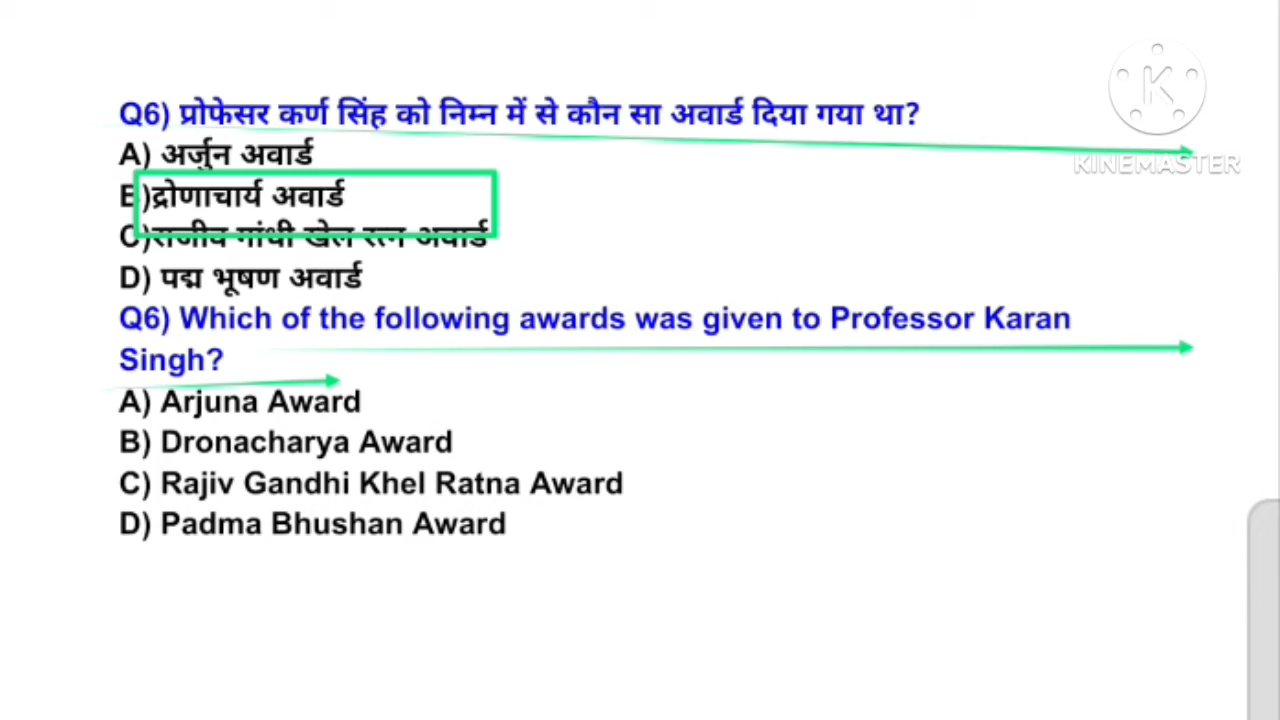 Q6) प्रोफेसर कर्ण सिंह को निम्न में से कौन सा अवार्ड दिया गया था?
A) अर्जुन अवार्ड
B)द्रोणाचार्य अवार्ड
C)राजीव गांधी खेल रत्न अवार्ड
D) पद्म भूषण अवार्ड
Q6) Which of the following awards was given to Professor Karan
Singh?
A) Arjuna Award
B) Dronacharya Award
C) Rajiv Gandhi Khel Ratna Award
D) Padma Bhushan Award
K
KINEMASTER